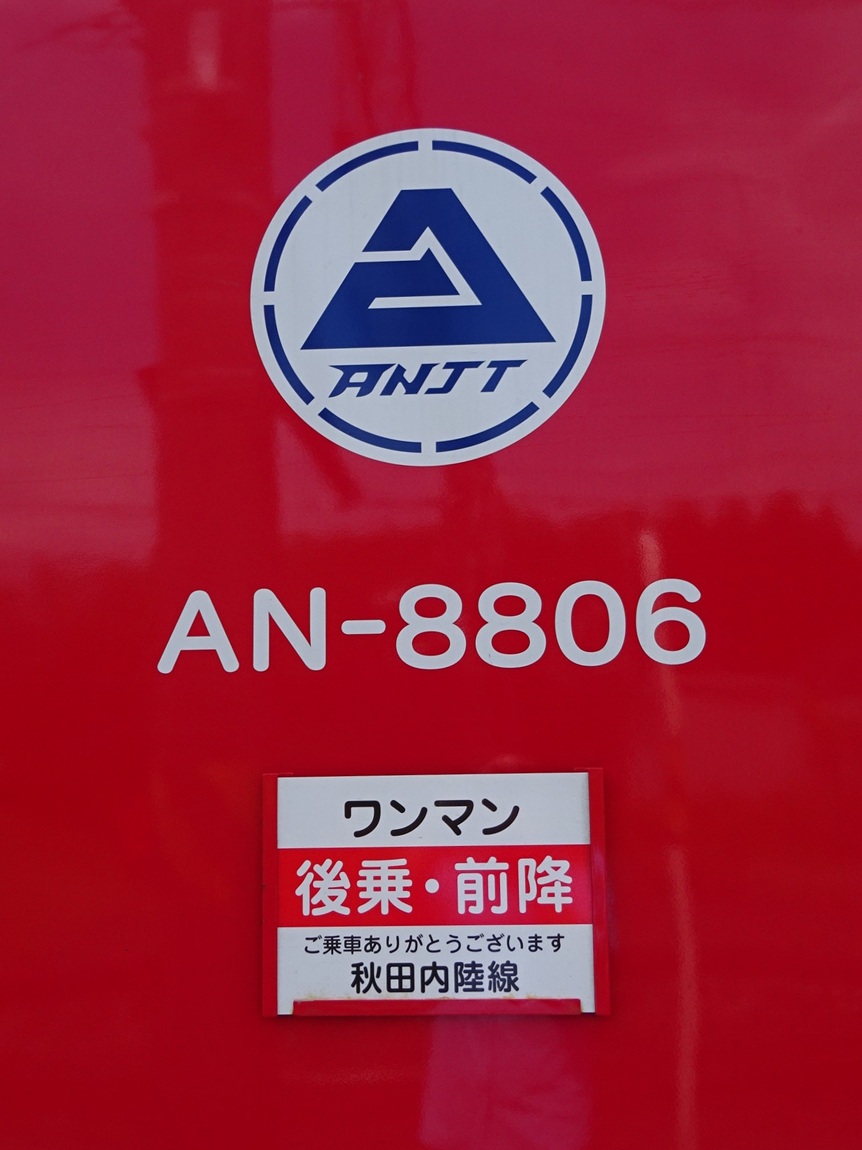 ANJT
AN-8806
ワンマン
後乗・前降
ご乗車ありがとうございます
秋田内陸線